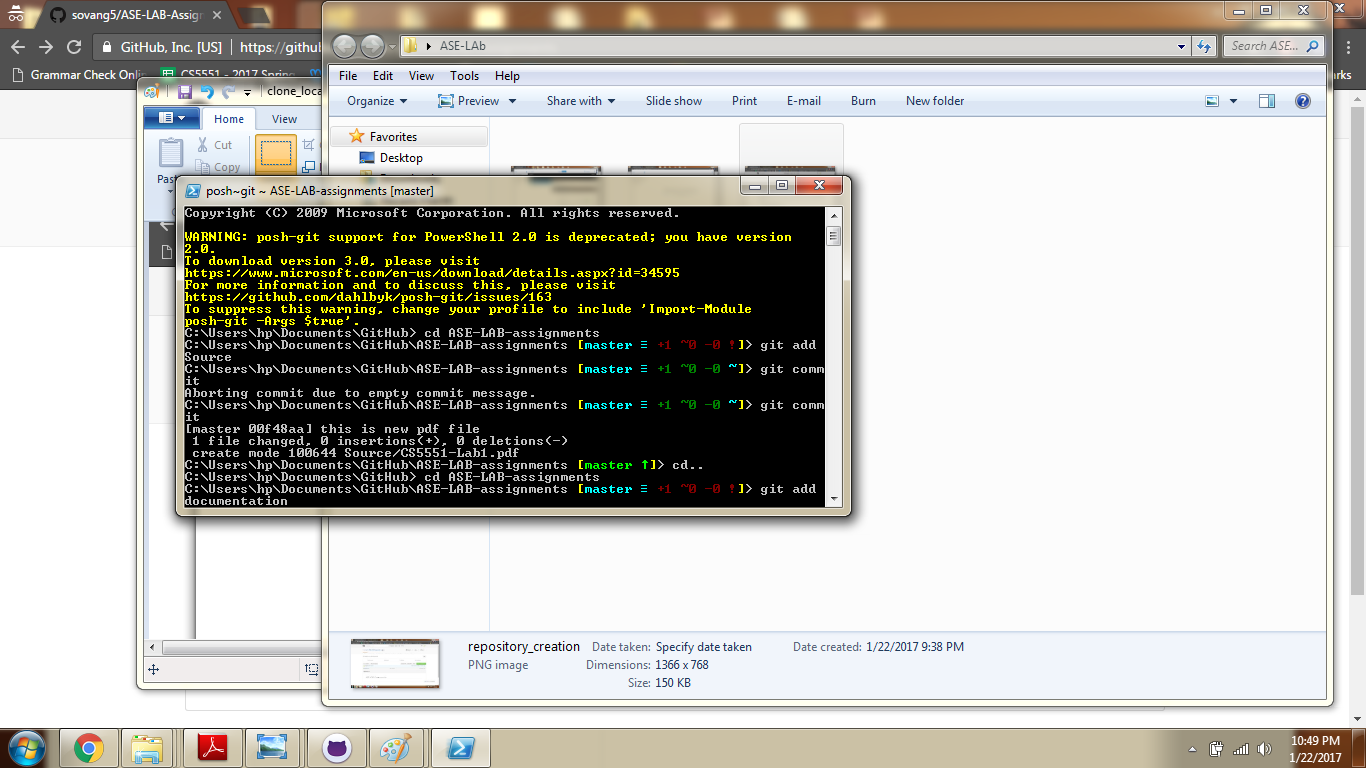 sovang5/ASE-LAB-Assign
GitHub, Inc. [US] https://github
Grammar Check Onli CS5551 - 2017 Spring
ASE-LAb
Search ASE...
File Edit View Tools Help
Organize Preview Share with Slide show Print E-mail Burn New folder
clone_loca
Home View
Cut
Copy
Favorites
Desktop
posh~git ~ ASE-LAB-assignments [master]
Copyright (C) 2009 Microsoft Corporation. All rights reserved.
WARNING: posh-git support for PowerShell 2.0 is deprecated; you have version
2.0.
To download version 3.0, please visit
https://www.microsoft.com/en-us/download/details.aspx?id=34595
For more information and to discuss this, please visit
https://github.com/dahlbyk/posh-git/issues/163
To suppress this warning, change your profile to include 'Import-Module
posh-git -Args $true'.
C:\Users\hp\Documents\GitHub> cd ASE-LAB-assignments
C:\Users\hp\Documents\GitHub\ASE-LAB-assignments [master ≡ +1 ~0 -0 !]> git add
Source
C:\Users\hp\Documents\GitHub\ASE-LAB-assignments [master ≡ +1 ~0 -0 ~]> git comm
it
Aborting commit due to empty commit message.
C:\Users\hp\Documents\GitHub\ASE-LAB-assignments [master ≡ +1 ~0 -0 ~]> git comm
it
[master 00f48aa] this is new pdf file
1 file changed, 0 insertions(+), 0 deletions(-)
create mode 100644 Source/CS5551-Lab1.pdf
C:\Users\hp\Documents\GitHub\ASE-LAB-assignments [master ↑]> cd..
C:\Users\hp\Documents\GitHub> cd ASE-LAB-assignments
C:\Users\hp\Documents\GitHub\ASE-LAB-assignments [master ≡ +1 ~0 -0 !]> git add
documentation
repository_creation Date taken: Specify date taken Date created: 1/22/2017 9:38 PM
PNG image Dimensions: 1366 x 768
Size: 150 KB
10:49 PM
1/22/2017